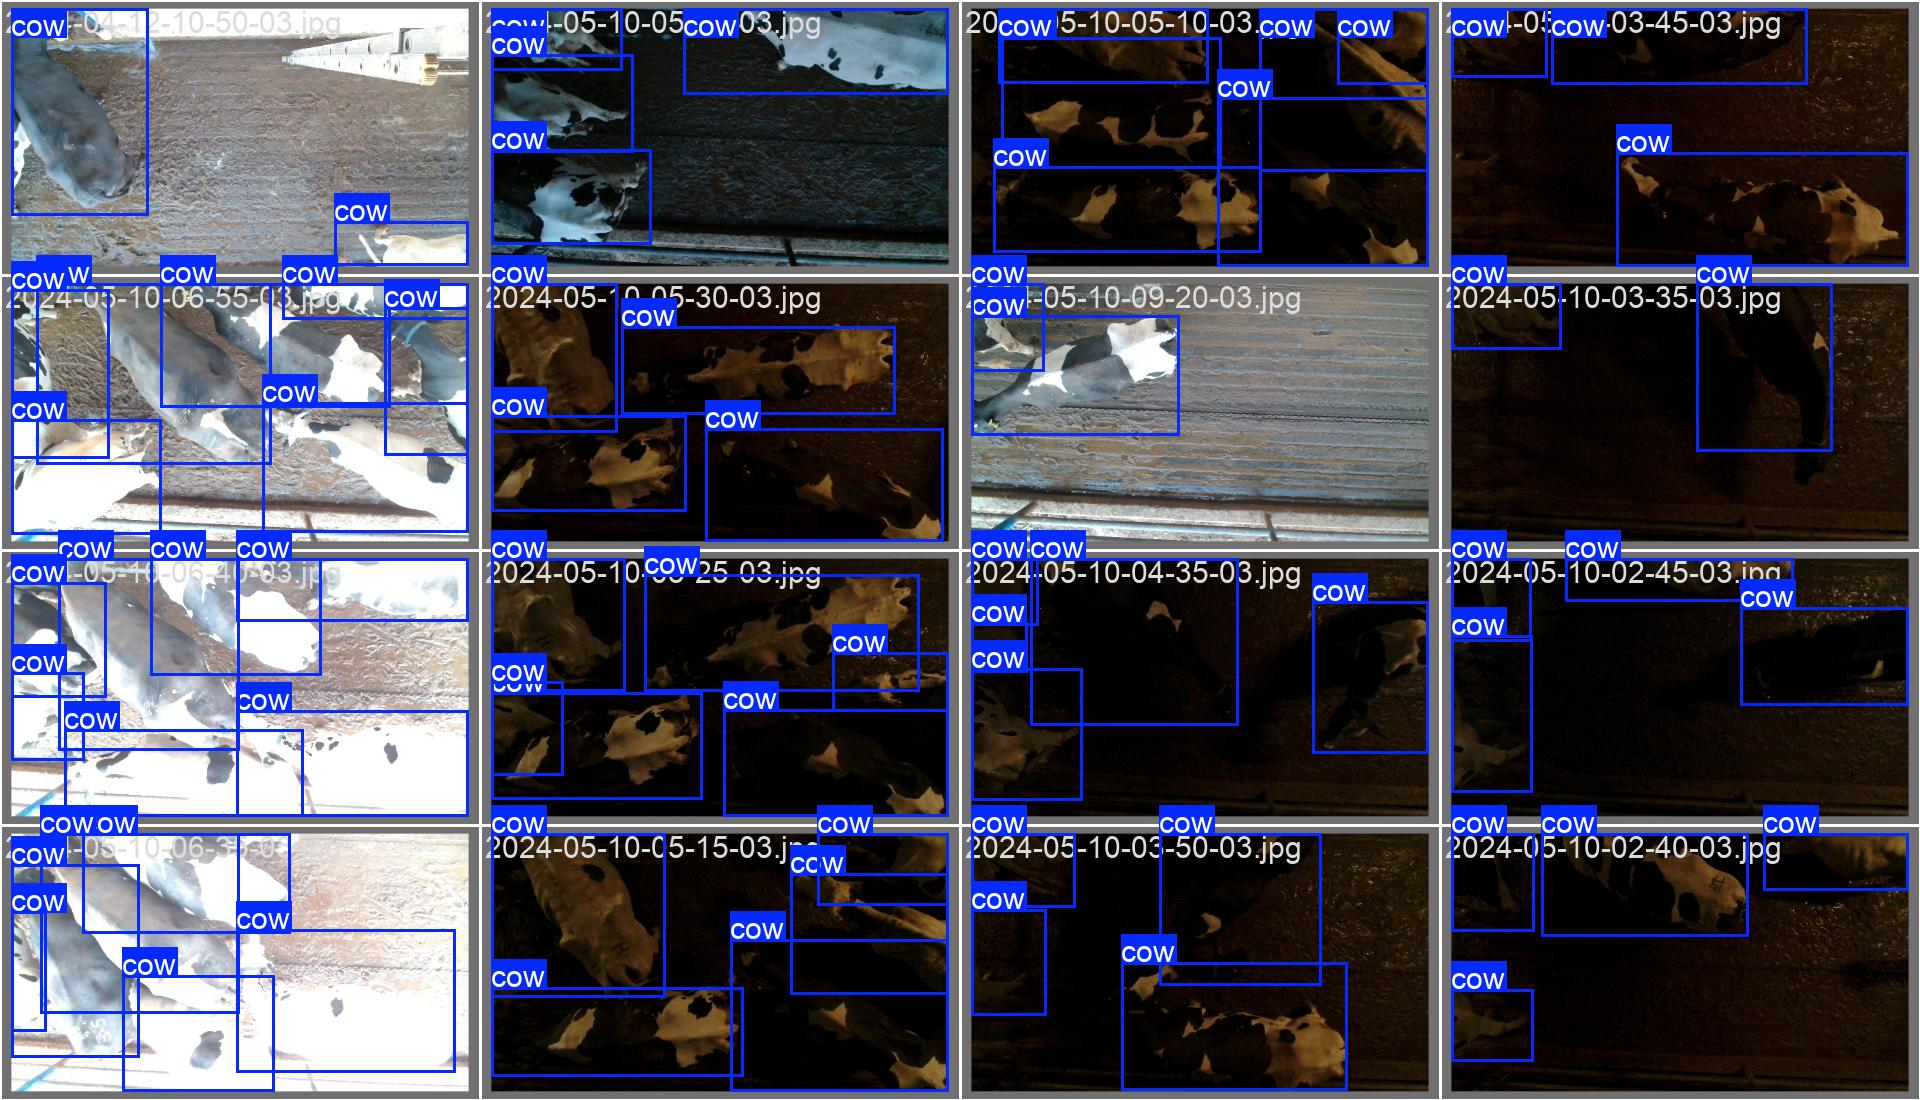 cow -04-12-10-50-03.jpg
cow
cow -05-10-05 cow -03.jpg
cow
cow
20 cow 5-10-05-10-03 cow cow
cow
cow
cow -05 cow -03-45-03.jpg
cow
cow w cow cow
2024-05-10-06-55-03.jpg cow
cow
cow
cow
2024-05-10-05-30-03.jpg
cow
cow
cow
cow
cow -05-10-09-20-03.jpg
cow cow
2024-05-10-03-35-03.jpg
cow cow cow
cow -05-10-06-40-03.jpg
cow
cow
cow
cow cow
2024-05-10- -25-03.jpg
cow
cow
cow
cow
cow cow
2024-05-10-04-35-03.jpg
cow
cow
cow
cow cow
2024-05-10-02-45-03.jpg
cow
cow
cow ow
cow -05-10-06-3
cow
cow
cow
cow cow
2024-05-10-05-15-03.j
cow
cow
cow
cow cow
2024-05-10-03-50-03.jpg
cow
cow
cow cow cow
2024-05-10-02-40-03.jpg
cow